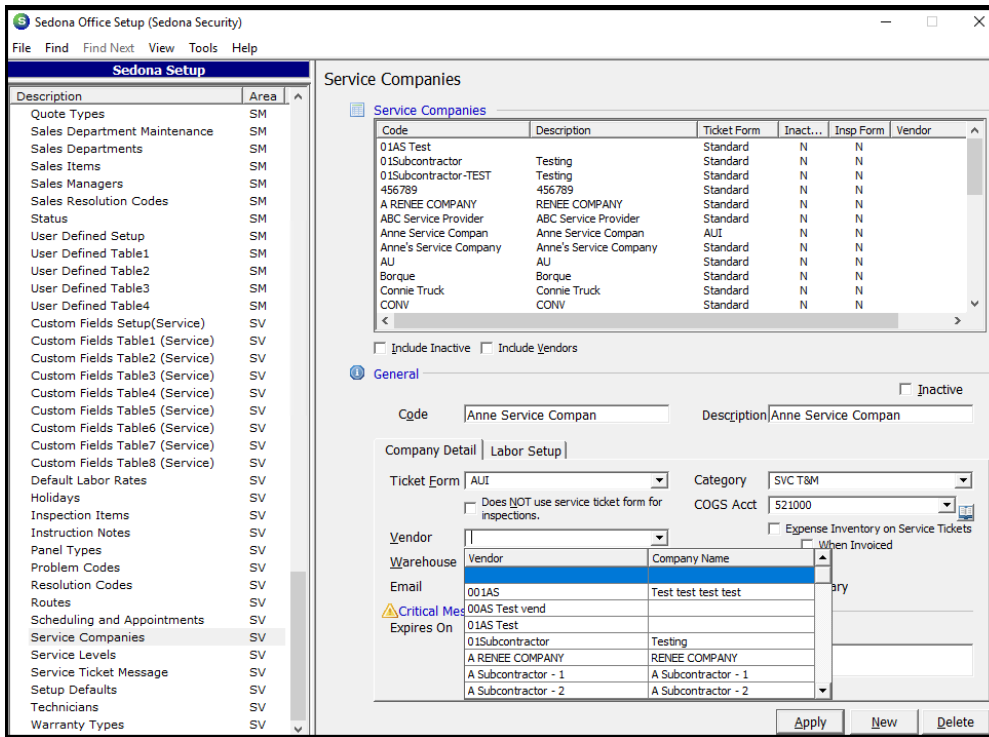 Sedona Office Setup (Sedona Security)
File Find Find Next View Tools Help
Sedona Setup
Description Area
Quote Types SM
Sales Department Maintenance SM
Sales Departments SM
Sales Items SM
Sales Managers SM
Sales Resolution Codes SM
Status SM
User Defined Setup SM
User Defined Table1 SM
User Defined Table2 SM
User Defined Table3 SM
User Defined Table4 SM
Custom Fields Setup(Service) SV
Custom Fields Table1 (Service) SV
Custom Fields Table2 (Service) SV
Custom Fields Table3 (Service) SV
Custom Fields Table4 (Service) SV
Custom Fields Table5 (Service) SV
Custom Fields Table6 (Service) SV
Custom Fields Table7 (Service) SV
Custom Fields Table8 (Service) SV
Default Labor Rates SV
Holidays SV
Inspection Items SV
Instruction Notes SV
Panel Types SV
Problem Codes SV
Resolution Codes SV
Routes SV
Scheduling and Appointments SV
Service Companies SV
Service Levels SV
Service Ticket Message SV
Setup Defaults SV
Technicians SV
Warranty Types SV
Service Companies
Service Companies
Code Description Ticket Form Inact... Insp Form Vendor
01AS Test Standard N N
01Subcontractor Testing Standard N N
01Subcontractor-TEST Testing Standard N N
456789 456789 Standard N N
A RENEE COMPANY RENEE COMPANY Standard N N
ABC Service Provider ABC Service Provider Standard N N
Anne Service Compan Anne Service Compan AUI N N
Anne's Service Company Anne's Service Company Standard N N
AU AU Standard N N
Borque Borque Standard N N
Connie Truck Connie Truck Standard N N
CONV CONV Standard N N
Include Inactive Include Vendors
General
Inactive
Code Anne Service Compan Description Anne Service Compan
Company Detail Labor Setup
Ticket Form AUI Category SVC T&M
Does NOT use service ticket form for
inspections.
COGS Acct 521000
Expense Inventory on Service Tickets
Vendor When Invoiced
Warehouse Vendor Company Name
Email 001AS Test test test test
ary
Critical Mes 00AS Test vend
Expires On 01AS Test
01Subcontractor Testing
A RENEE COMPANY RENEE COMPANY
A Subcontractor - 1 A Subcontractor - 1
A Subcontractor - 2 A Subcontractor - 2
Apply New Delete